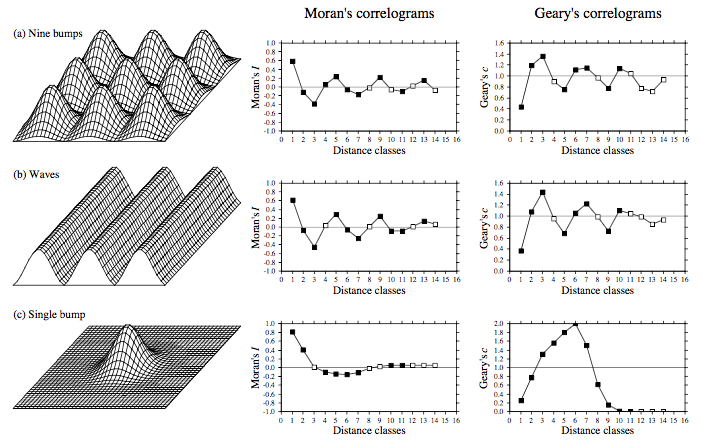 Moran's correlograms
Geary's correlograms
(a) Nine bumps
Moran's I
1.0
0.8
0.6
0.4
0.2
0.0
-0.2
-0.4
-0.6
-0.8
-1.0
0 1 2 3 4 5 6 7 8 9 10 11 12 13 14 15 16
Distance classes
Geary's c
1.6
1.4
1.2
1.0
0.8
0.6
0.4
0.2
0.0
0 1 2 3 4 5 6 7 8 9 10 11 12 13 14 15 16
Distance classes
(b) Waves
Moran's I
1.0
0.8
0.6
0.4
0.2
0.0
-0.2
-0.4
-0.6
-0.8
-1.0
0 1 2 3 4 5 6 7 8 9 10 11 12 13 14 15 16
Distance classes
Geary's c
1.6
1.4
1.2
1.0
0.8
0.6
0.4
0.2
0.0
0 1 2 3 4 5 6 7 8 9 10 11 12 13 14 15 16
Distance classes
(c) Single bump
Moran's I
1.0
0.8
0.6
0.4
0.2
0.0
-0.2
-0.4
-0.6
-0.8
-1.0
0 1 2 3 4 5 6 7 8 9 10 11 12 13 14 15 16
Distance classes
Geary's c
2.0
1.8
1.6
1.4
1.2
1.0
0.8
0.6
0.4
0.2
0.0
0 1 2 3 4 5 6 7 8 9 10 11 12 13 14 15 16
Distance classes